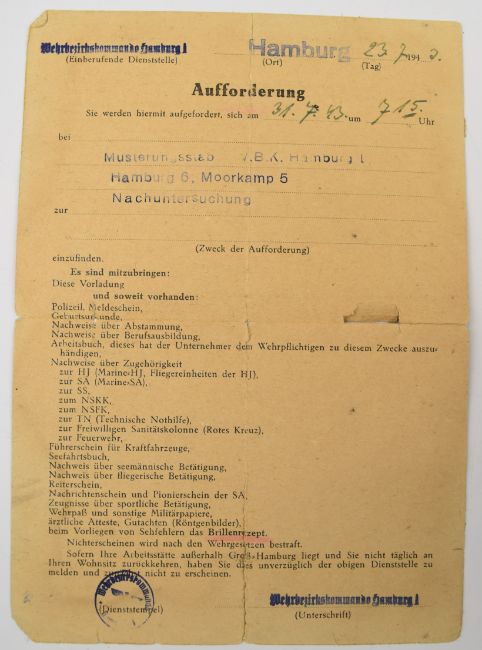 Wehrbezirkskommando Hamburg I
(Einberufende Dienststelle)
Hamburg 23.7.1943.
(Ort) (Tag)
Aufforderung
Sie werden hiermit aufgefordert, sich am 31.7.43. um 7 15. Uhr
bei
Musterungsstab W.B.K. Hamburg I
Hamburg 6, Moorkamp 5
Nachuntersuchung
zur
(Zweck der Aufforderung)
einzufinden.
Es sind mitzubringen:
Diese Vorladung
und soweit vorhanden:
Polizeil. Meldeschein,
Geburtsurkunde,
Nachweise über Abstammung,
Nachweise über Berufsausbildung,
Arbeitsbuch, dieses hat der Unternehmer dem Wehrpflichtigen zu diesem Zwecke auszu-
händigen,
Nachweise über Zugehörigkeit
zur HJ (Marine-HJ, Fliegereinheiten der HJ),
zur SA (Marine-SA),
zur SS,
zum NSKK,
zum NSFK,
zur TN (Technische Nothilfe),
zur Freiwilligen Sanitätskolonne (Rotes Kreuz),
zur Feuerwehr,
Führerschein für Kraftfahrzeuge,
Seefahrtsbuch,
Nachweis über seemännische Betätigung,
Nachweis über fliegerische Betätigung,
Reiterschein,
Nachrichtenschein und Pionierschein der SA,
Zeugnisse über sportliche Betätigung,
Wehrpaß und sonstige Militärpapiere,
ärztliche Atteste, Gutachten (Röntgenbilder),
beim Vorliegen von Sehfehlern das Brillenrezept.
Nichterscheinen wird nach den Wehrgesetzen bestraft.
Sofern Ihre Arbeitsstätte außerhalb Groß-Hamburg liegt und Sie nicht täglich an
Ihren Wohnsitz zurückkehren, haben Sie dies unverzüglich der obigen Dienststelle zu
melden und zunächst nicht zu erscheinen.
Wehrbezirkskommando
(Dienststempel)
Wehrbezirkskommando Hamburg I
(Unterschrift)